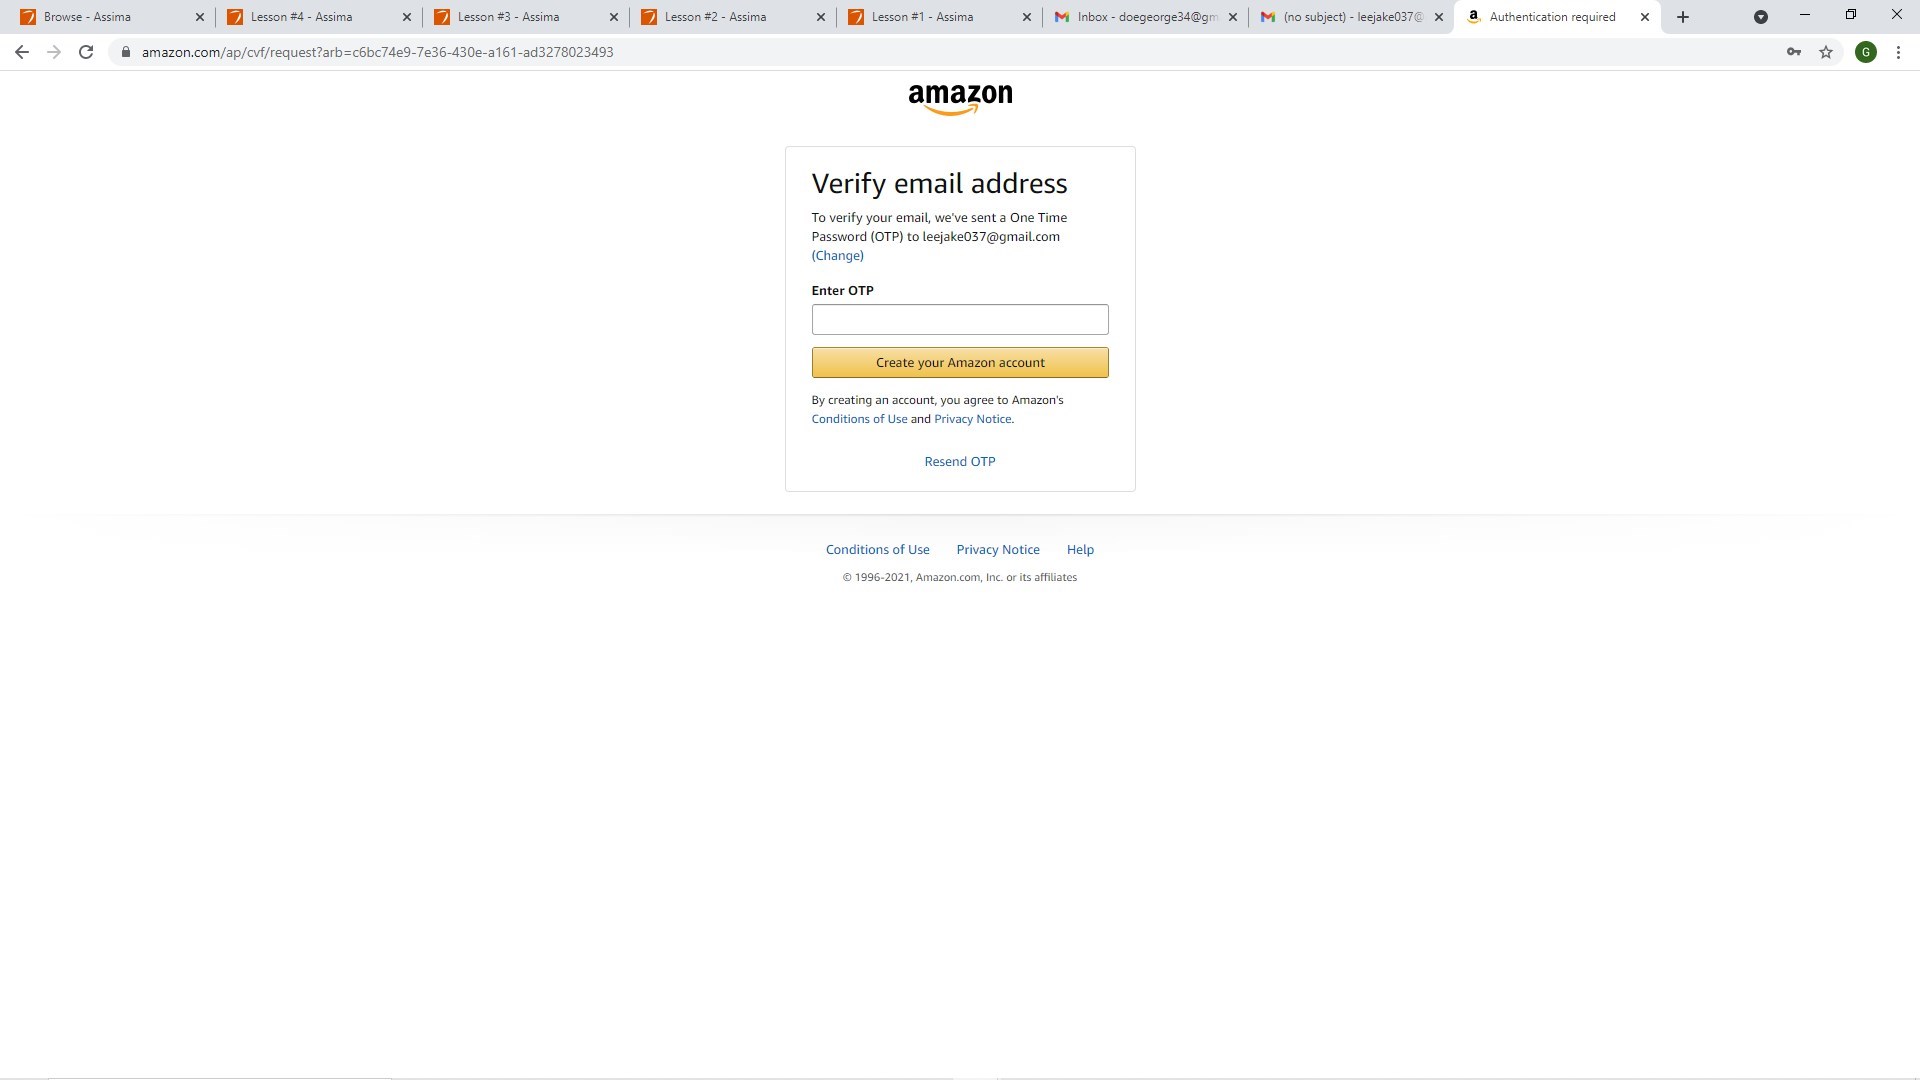 Browse - Assima
Lesson #4 - Assima
Lesson #3 - Assima
Lesson #2 - Assima
Lesson #1 - Assima
Inbox - doegeorge34@gm
(no subject) - leejake037@
Authentication required
amazon.com/ap/cvf/request?arb=c6bc74e9-7e36-430e-a161-ad3278023493
G
amazon
Verify email address
To verify your email, we've sent a One Time
Password (OTP) to leejake037@gmail.com
(Change)
Enter OTP
Create your Amazon account
By creating an account, you agree to Amazon's
Conditions of Use and Privacy Notice.
Resend OTP
Conditions of Use Privacy Notice Help
© 1996-2021, Amazon.com, Inc. or its affiliates